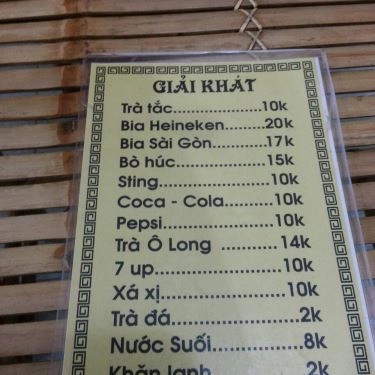 GIẢI KHÁT
Trà tắc..................10k
Bia Heineken.........20k
Bia Sài Gòn...........17k
Bò húc..................15k
Sting.....................10k
Coca - Cola..........10k
Pepsi.....................10k
Trà Ô Long ............14k
7 up.......................10k
Xá xị......................10k
Trà đá.....................2k
Nước Suối...............8k
Khăn lạnh................2k